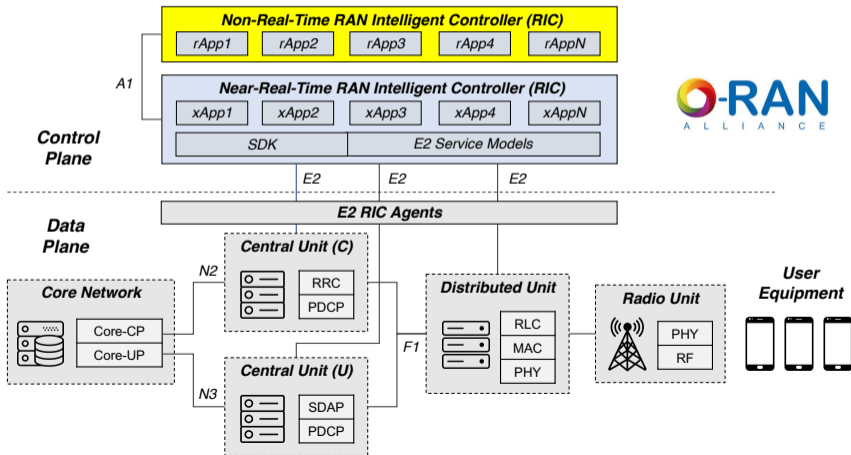 Non-Real-Time RAN Intelligent Controller (RIC)
rApp1 rApp2 rApp3 rApp4 rAppN
A1
Near-Real-Time RAN Intelligent Controller (RIC)
xApp1 xApp2 xApp3 xApp4 xAppN
SDK E2 Service Models
O-RAN
ALLIANCE
Control
Plane
E2 E2 E2
E2 RIC Agents
Data
Plane
Central Unit (C)
RRC
PDCP
N2
Core Network
Core-CP
Core-UP
N3
Central Unit (U)
SDAP
PDCP
F1
Distributed Unit
RLC
MAC
PHY
Radio Unit
PHY
RF
User
Equipment